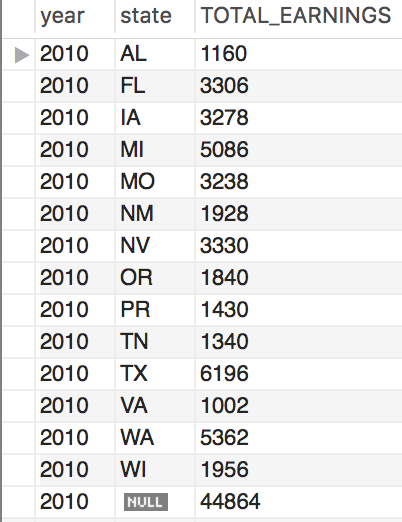 year state TOTAL_EARNINGS
2010 AL 1160
2010 FL 3306
2010 IA 3278
2010 MI 5086
2010 MO 3238
2010 NM 1928
2010 NV 3330
2010 OR 1840
2010 PR 1430
2010 TN 1340
2010 TX 6196
2010 VA 1002
2010 WA 5362
2010 WI 1956
2010 NULL 44864